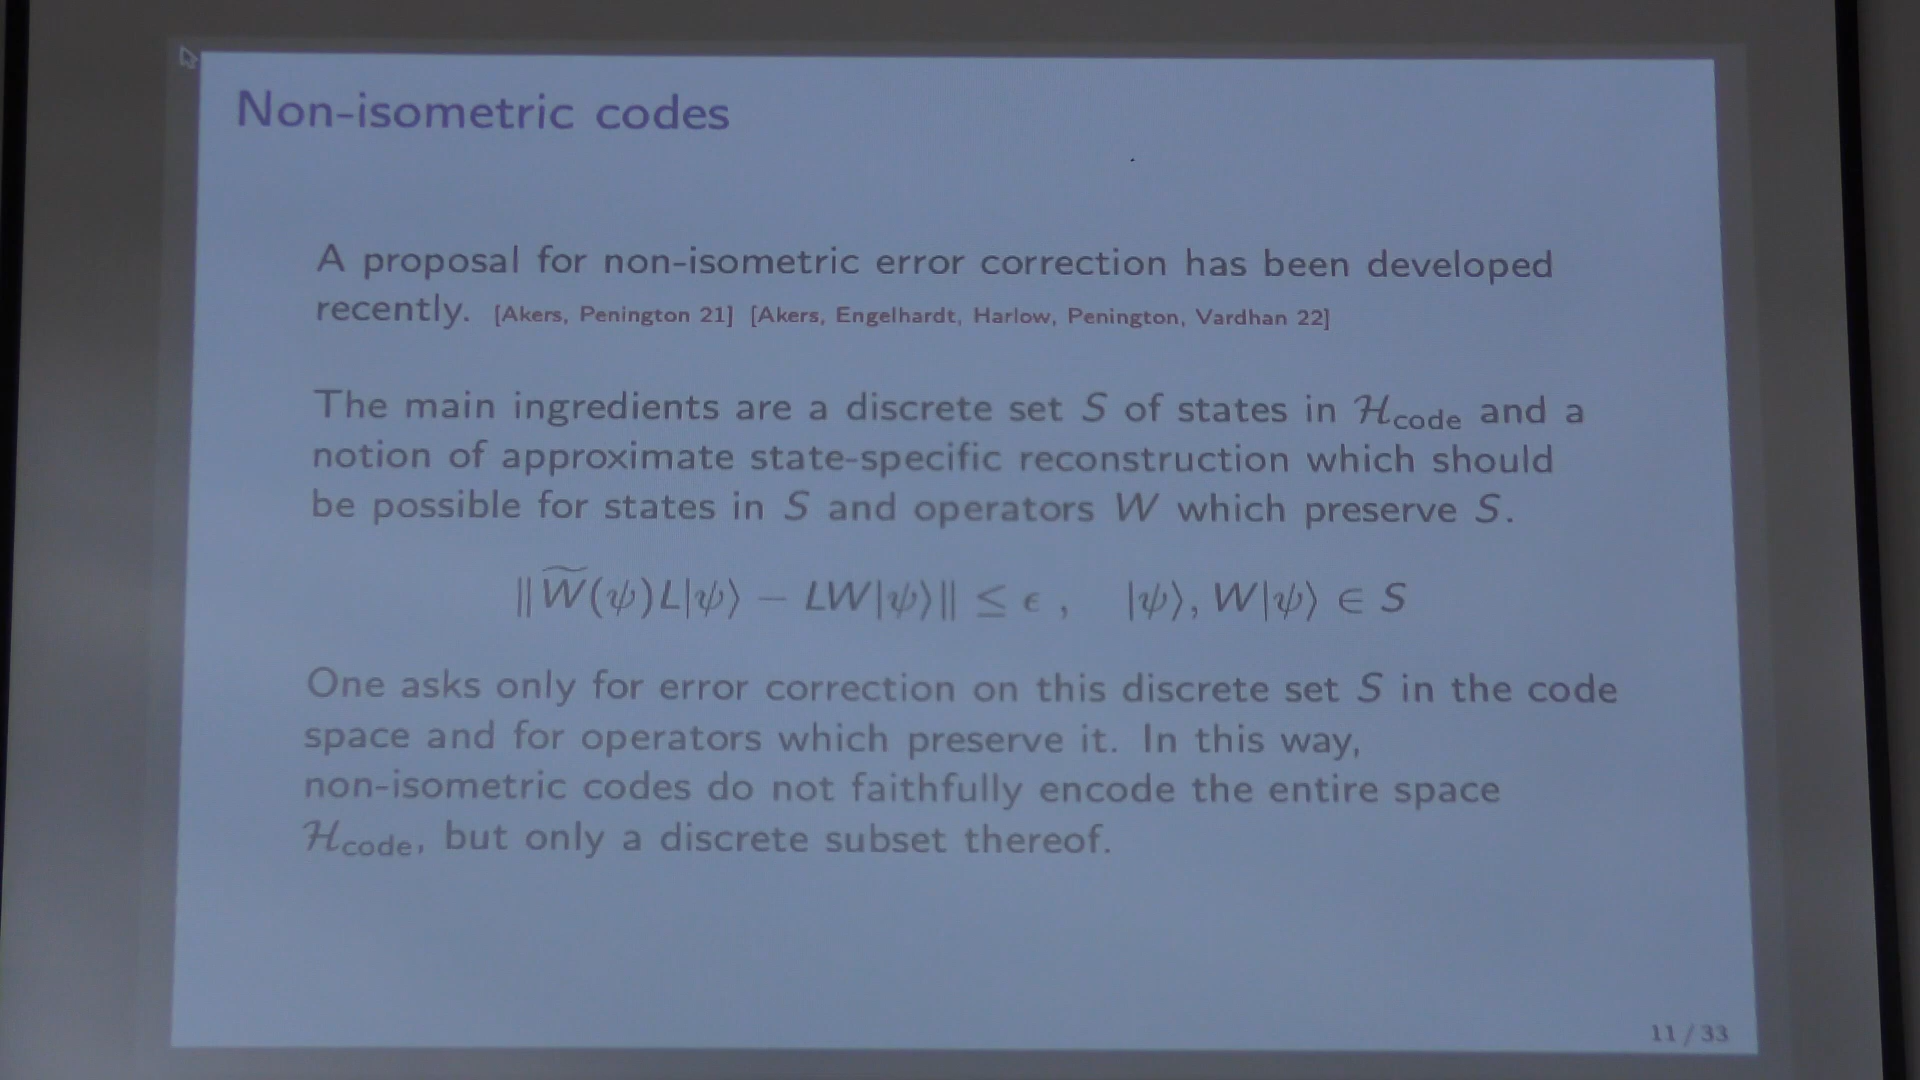 Non-isometric codes
A proposal for non-isometric error correction has been developed
recently. [Akers, Penington 21] [Akers, Engelhardt, Harlow, Penington, Vardhan 22]
The main ingredients are a discrete set S of states in ℋcode and a
notion of approximate state-specific reconstruction which should
be possible for states in S and operators W which preserve S.
‖W̃(ψ)L|ψ⟩ − LW|ψ⟩‖ ≤ ϵ , |ψ⟩, W|ψ⟩ ∈ S
One asks only for error correction on this discrete set S in the code
space and for operators which preserve it. In this way,
non-isometric codes do not faithfully encode the entire space
ℋcode, but only a discrete subset thereof.
11 / 33